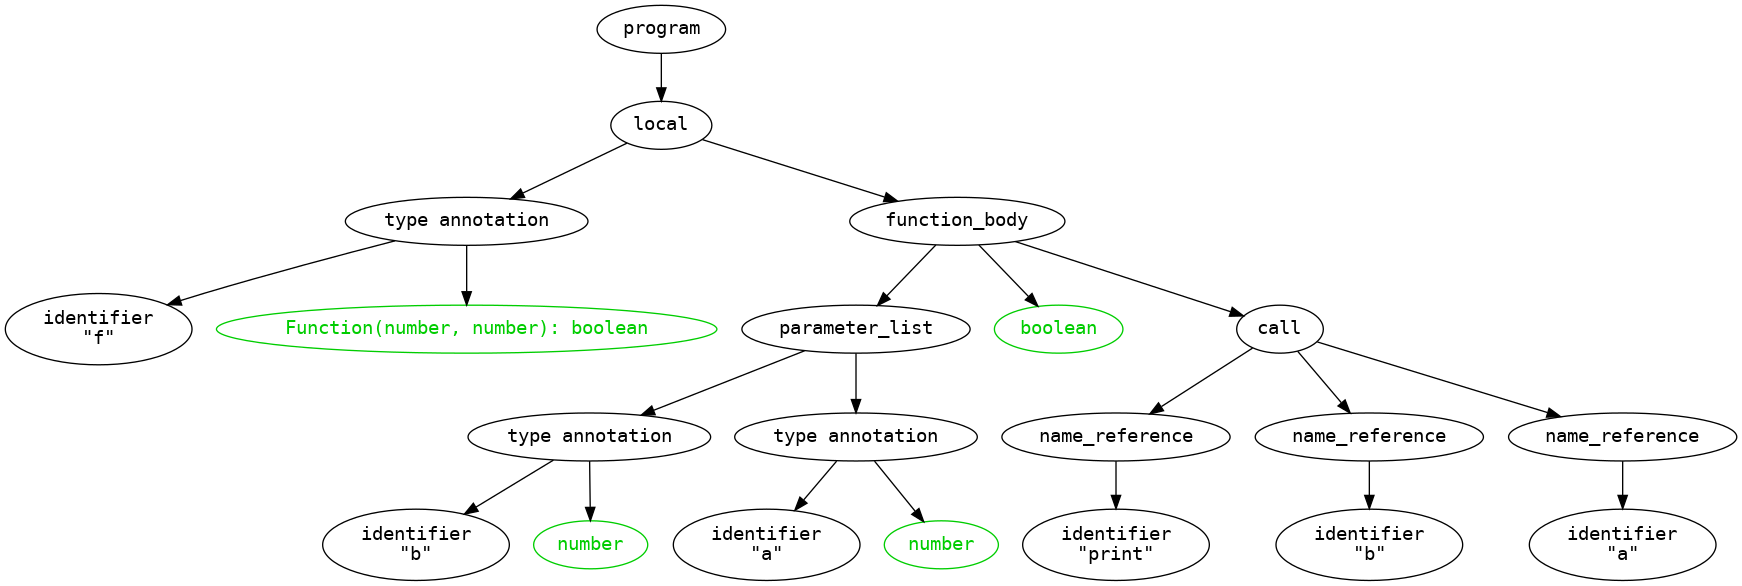 program
local
type annotation
function_body
identifier
"f"
Function(number, number): boolean
parameter_list
boolean
call
type annotation
type annotation
name_reference
name_reference
name_reference
identifier
"b"
number
identifier
"a"
number
identifier
"print"
identifier
"b"
identifier
"a"